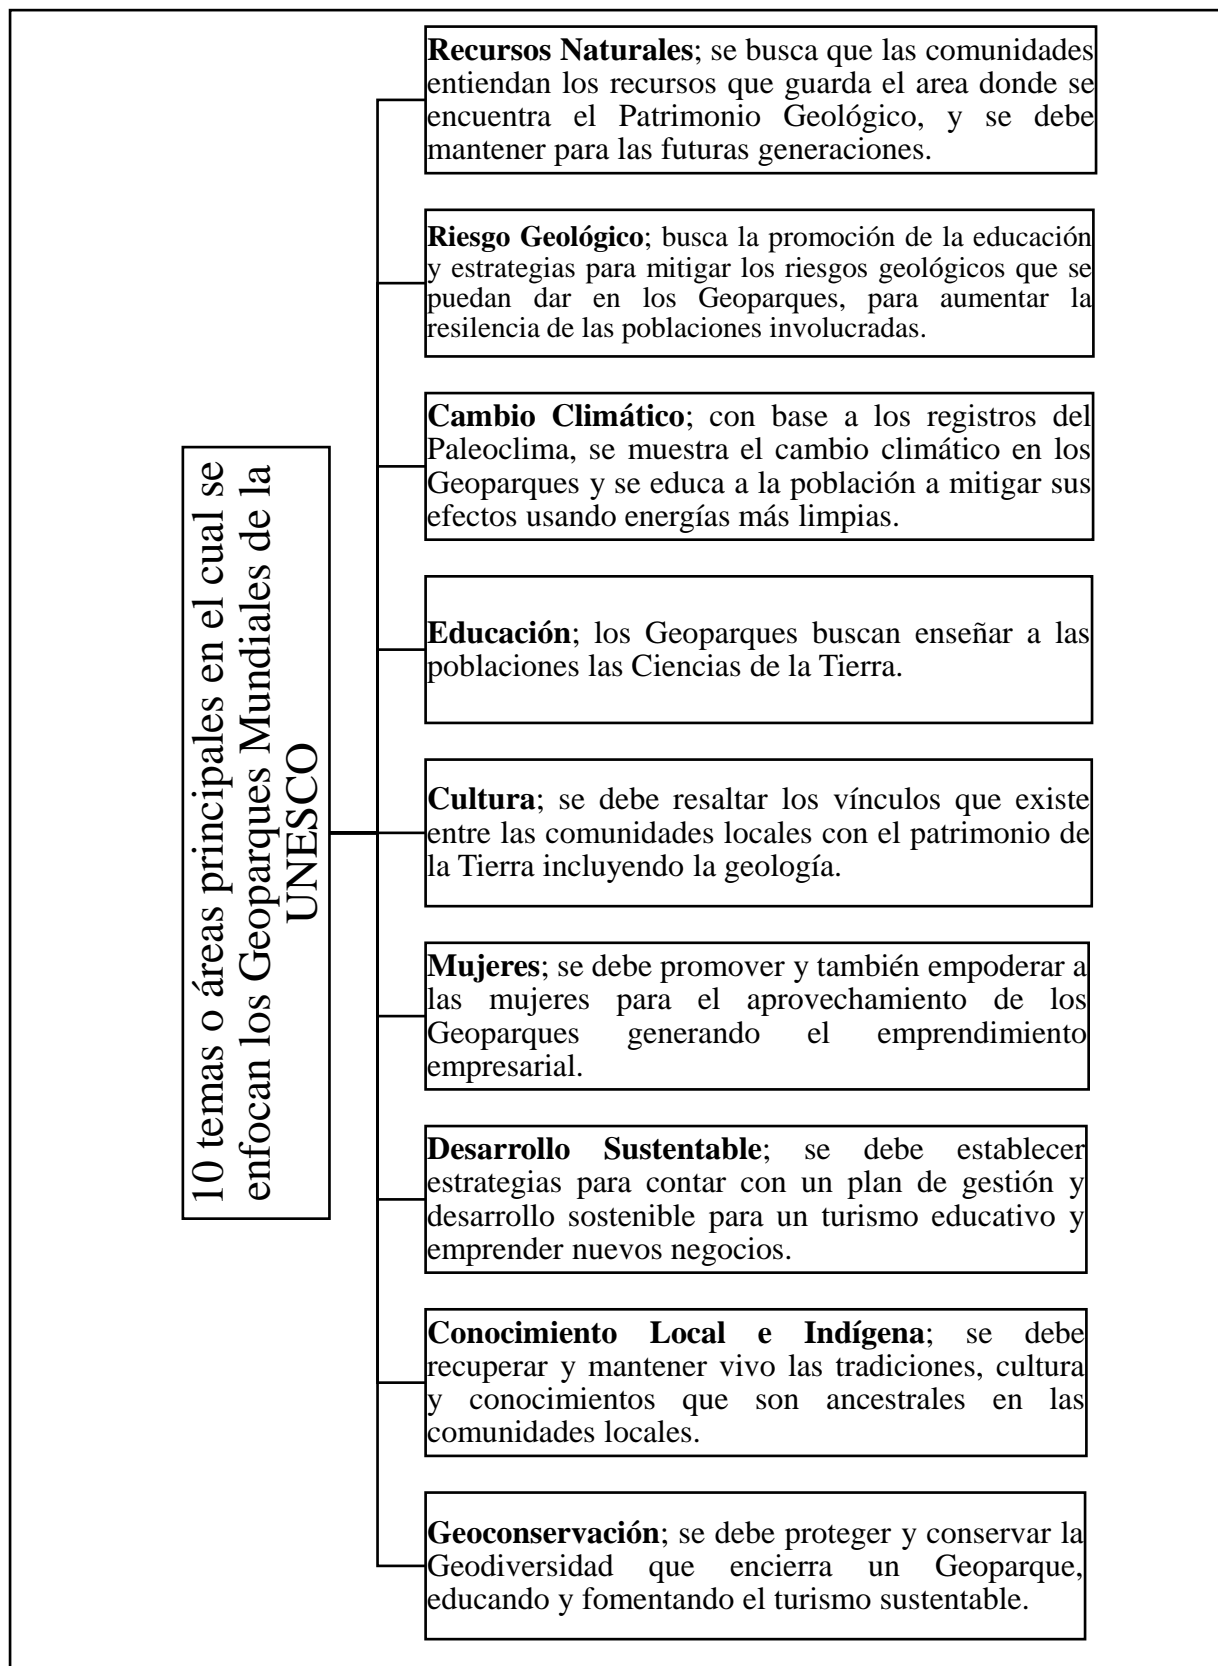 10 temas o áreas principales en el cual se
enfocan los Geoparques Mundiales de la
UNESCO
Recursos Naturales; se busca que las comunidades
entiendan los recursos que guarda el area donde se
encuentra el Patrimonio Geológico, y se debe
mantener para las futuras generaciones.
Riesgo Geológico; busca la promoción de la educación
y estrategias para mitigar los riesgos geológicos que se
puedan dar en los Geoparques, para aumentar la
resilencia de las poblaciones involucradas.
Cambio Climático; con base a los registros del
Paleoclima, se muestra el cambio climático en los
Geoparques y se educa a la población a mitigar sus
efectos usando energías más limpias.
Educación; los Geoparques buscan enseñar a las
poblaciones las Ciencias de la Tierra.
Cultura; se debe resaltar los vínculos que existe
entre las comunidades locales con el patrimonio de
la Tierra incluyendo la geología.
Mujeres; se debe promover y también empoderar a
las mujeres para el aprovechamiento de los
Geoparques generando el emprendimiento
empresarial.
Desarrollo Sustentable; se debe establecer
estrategias para contar con un plan de gestión y
desarrollo sostenible para un turismo educativo y
emprender nuevos negocios.
Conocimiento Local e Indígena; se debe
recuperar y mantener vivo las tradiciones, cultura
y conocimientos que son ancestrales en las
comunidades locales.
Geoconservación; se debe proteger y conservar la
Geodiversidad que encierra un Geoparque,
educando y fomentando el turismo sustentable.